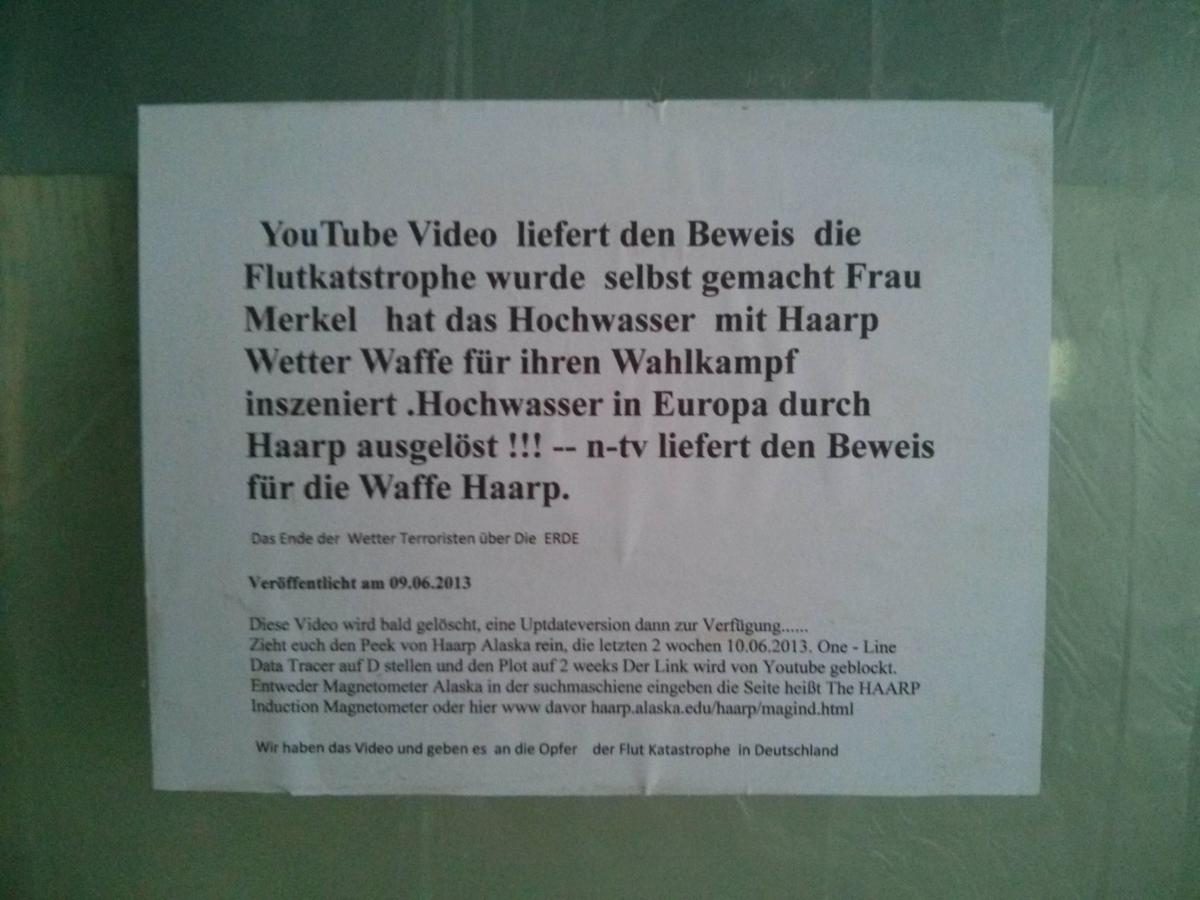 YouTube Video liefert den Beweis die
Flutkatstrophe wurde selbst gemacht Frau
Merkel hat das Hochwasser mit Haarp
Wetter Waffe für ihren Wahlkampf
inszeniert .Hochwasser in Europa durch
Haarp ausgelöst !!! -- n-tv liefert den Beweis
für die Waffe Haarp.
Das Ende der Wetter Terroristen über Die ERDE
Veröffentlicht am 09.06.2013
Diese Video wird bald gelöscht, eine Uptdateversion dann zur Verfügung......
Zieht euch den Peek von Haarp Alaska rein, die letzten 2 wochen 10.06.2013. One - Line
Data Tracer auf D stellen und den Plot auf 2 weeks Der Link wird von Youtube geblockt.
Entweder Magnetometer Alaska in der suchmaschiene eingeben die Seite heißt The HAARP
Induction Magnetometer oder hier www davor haarp.alaska.edu/haarp/magind.html
Wir haben das Video und geben es an die Opfer der Flut Katastrophe in Deutschland